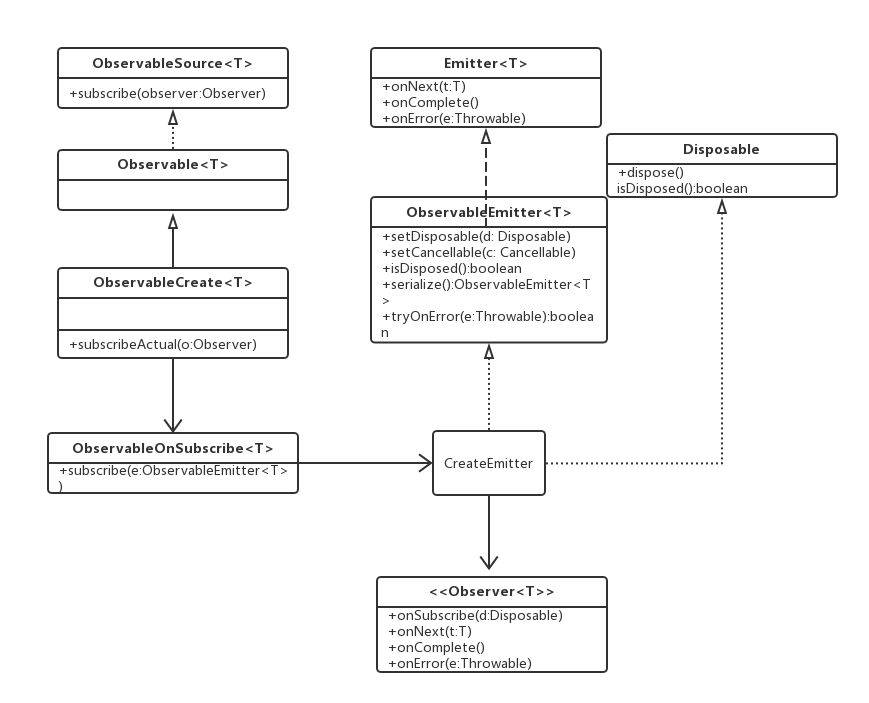 ObservableSource<T>
+subscribe(observer:Observer)
Observable<T>
ObservableCreate<T>
+subscribeActual(o:Observer)
ObservableOnSubscribe<T>
+subscribe(e:ObservableEmitter<T>
)
Emitter<T>
+onNext(t:T)
+onComplete()
+onError(e:Throwable)
Disposable
+dispose()
isDisposed():boolean
ObservableEmitter<T>
+setDisposable(d: Disposable)
+setCancellable(c: Cancellable)
+isDisposed():boolean
+serialize():ObservableEmitter<T
>
+tryOnError(e:Throwable):boolea
n
CreateEmitter
<<Observer<T>>
+onSubscribe(d:Disposable)
+onNext(t:T)
+onComplete()
+onError(e:Throwable)